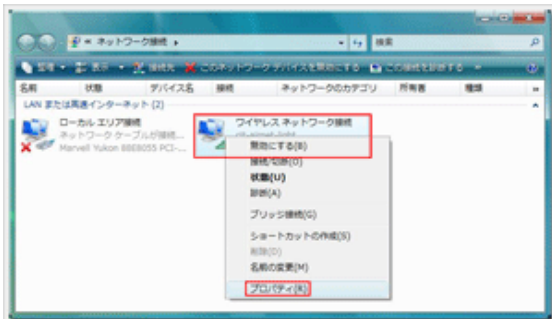 ネットワーク接続
検索
整理 表示 接続先 このネットワーク デバイスを無効にする この接続を診断する
名前 状態 デバイス名 接続 ネットワークのカテゴリ 所有者 種類
LAN または高速インターネット (2)
ローカル エリア接続
ネットワーク ケーブルが接続...
Marvell Yukon 88E8055 PCI-...
ワイヤレス ネットワーク接続
無効にする(B)
接続/切断(O)
状態(U)
診断(A)
ブリッジ接続(G)
ショートカットの作成(S)
削除(D)
名前の変更(M)
プロパティ(R)